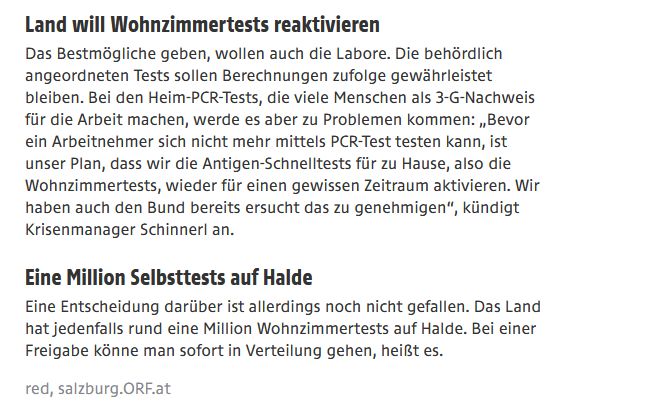 Land will Wohnzimmertests reaktivieren
Das Bestmögliche geben, wollen auch die Labore. Die behördlich
angeordneten Tests sollen Berechnungen zufolge gewährleistet
bleiben. Bei den Heim-PCR-Tests, die viele Menschen als 3-G-Nachweis
für die Arbeit machen, werde es aber zu Problemen kommen: „Bevor
ein Arbeitnehmer sich nicht mehr mittels PCR-Test testen kann, ist
unser Plan, dass wir die Antigen-Schnelltests für zu Hause, also die
Wohnzimmertests, wieder für einen gewissen Zeitraum aktivieren. Wir
haben auch den Bund bereits ersucht das zu genehmigen“, kündigt
Krisenmanager Schinnerl an.
Eine Million Selbsttests auf Halde
Eine Entscheidung darüber ist allerdings noch nicht gefallen. Das Land
hat jedenfalls rund eine Million Wohnzimmertests auf Halde. Bei einer
Freigabe könne man sofort in Verteilung gehen, heißt es.
red, salzburg.ORF.at